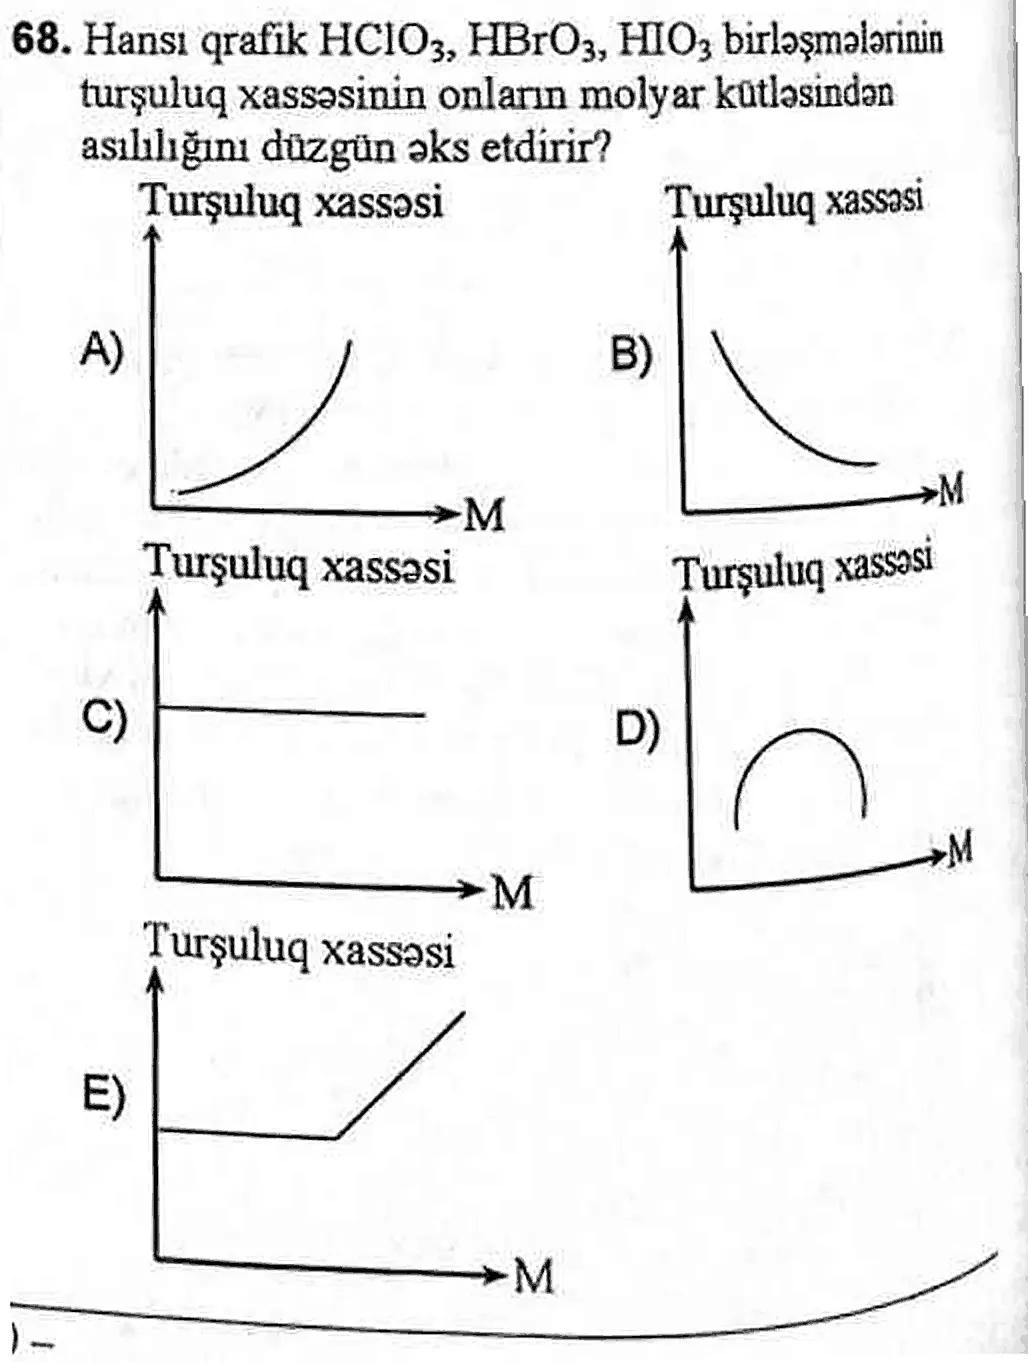 68. Hansı qrafik HClO₃, HBrO₃, HIO₃ birləşmələrinin
turşuluq xassəsinin onların molyar kütləsindən
asılılığını düzgün əks etdirir?
Turşuluq xassəsi
Turşuluq xassəsi
A)
B)
M
M
Turşuluq xassəsi
Turşuluq xassəsi
C)
D)
M
M
Turşuluq xassəsi
E)
M
) –